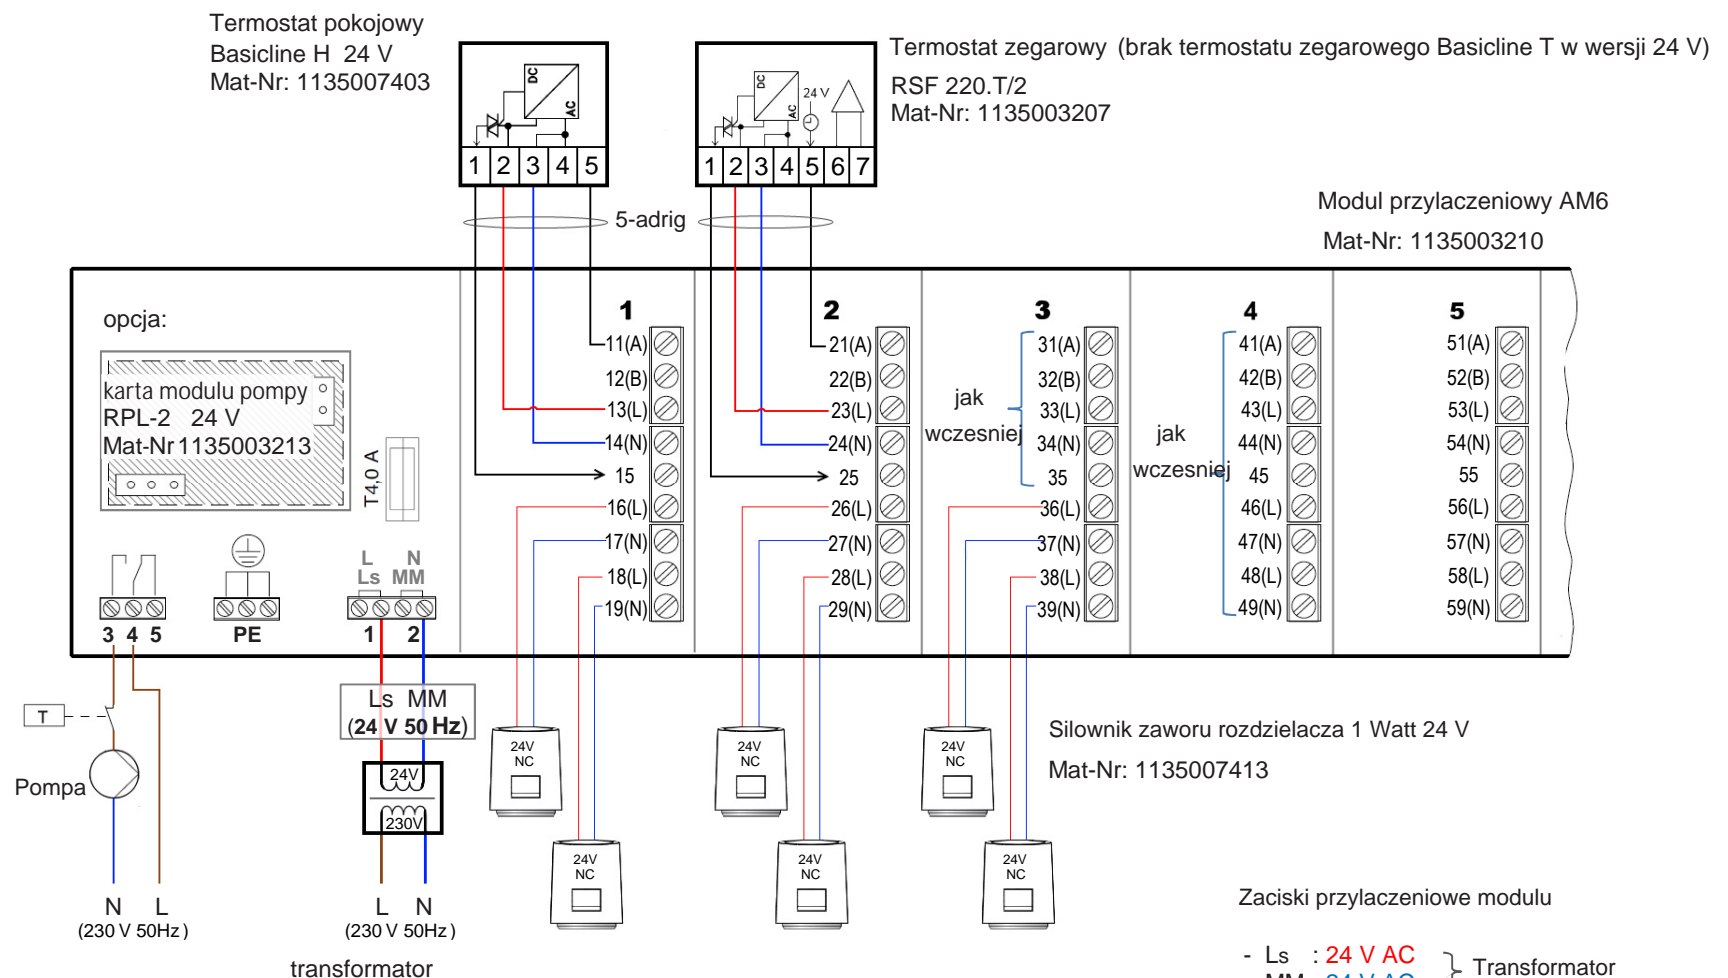 Termostat pokojowy
Basicline H 24 V
Mat-Nr: 1135007403
DC
AC
1 2 3 4 5
DC
AC
24 V
1 2 3 4 5 6 7
Termostat zegarowy (brak termostatu zegarowego Basicline T w wersji 24 V)
RSF 220.T/2
Mat-Nr: 1135003207
5-adrig
Modul przylaczeniowy AM6
Mat-Nr: 1135003210
opcja:
karta modulu pompy
RPL-2 24 V
Mat-Nr 1135003213
T4,0 A
L N
Ls MM
3 4 5
PE
1 2
1
11(A)
12(B)
13(L)
14(N)
15
16(L)
17(N)
18(L)
19(N)
2
21(A)
22(B)
23(L)
24(N)
25
26(L)
27(N)
28(L)
29(N)
3
jak
wczesniej
31(A)
32(B)
33(L)
34(N)
35
36(L)
37(N)
38(L)
39(N)
4
jak
wczesniej
41(A)
42(B)
43(L)
44(N)
45
46(L)
47(N)
48(L)
49(N)
5
51(A)
52(B)
53(L)
54(N)
55
56(L)
57(N)
58(L)
59(N)
T
Pompa
N L
(230 V 50Hz)
Ls MM
(24 V 50 Hz)
24V
230V
L N
(230 V 50Hz)
transformator
24V
NC
24V
NC
24V
NC
24V
NC
24V
NC
24V
NC
Silownik zaworu rozdzielacza 1 Watt 24 V
Mat-Nr: 1135007413
Zaciski przylaczeniowe modulu
- Ls : 24 V AC
Transformator
MM : 24 V AC